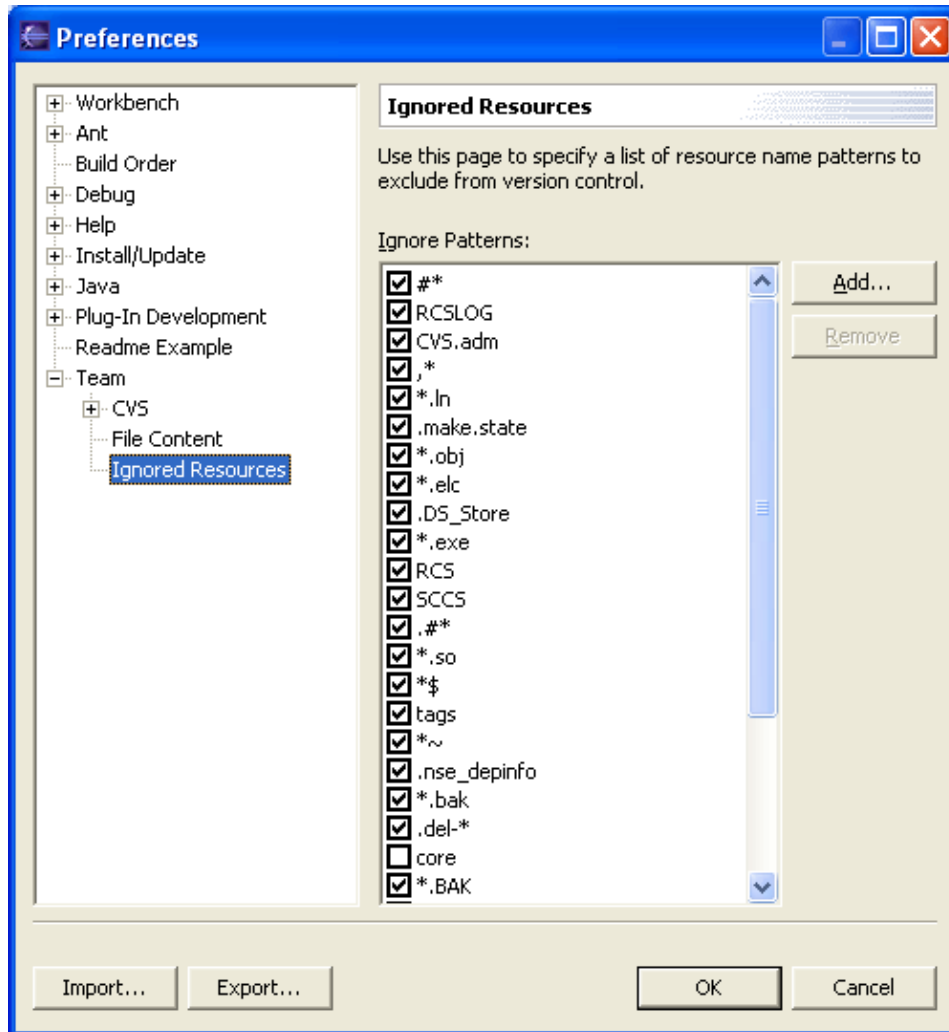 Preferences
Workbench
Ant
Build Order
Debug
Help
Install/Update
Java
Plug-In Development
Readme Example
Team
CVS
File Content
Ignored Resources
Ignored Resources
Use this page to specify a list of resource name patterns to
exclude from version control.
Ignore Patterns:
#*
RCSLOG
CVS.adm
,*
*.ln
.make.state
*.obj
*.elc
.DS_Store
*.exe
RCS
SCCS
.#*
*.so
*$
tags
*~
.nse_depinfo
*.bak
.del-*
core
*.BAK
Add...
Remove
Import...
Export...
OK
Cancel